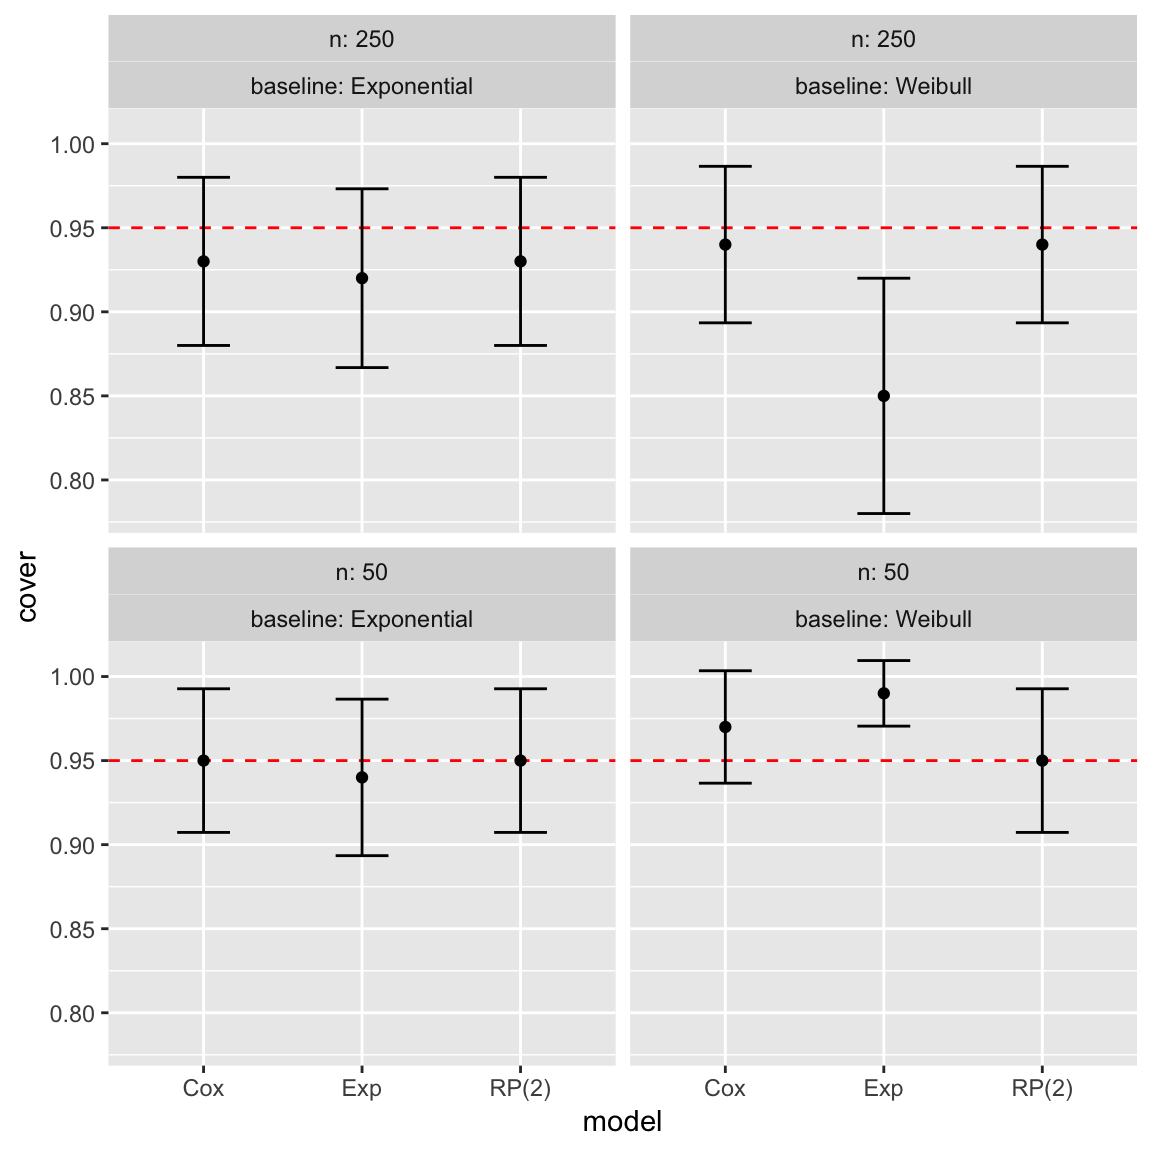 n: 250
baseline: Exponential
n: 250
baseline: Weibull
1.00
0.95
0.90
0.85
0.80
n: 50
baseline: Exponential
n: 50
baseline: Weibull
1.00
0.95
0.90
0.85
0.80
cover
Cox Exp RP(2) Cox Exp RP(2)
model